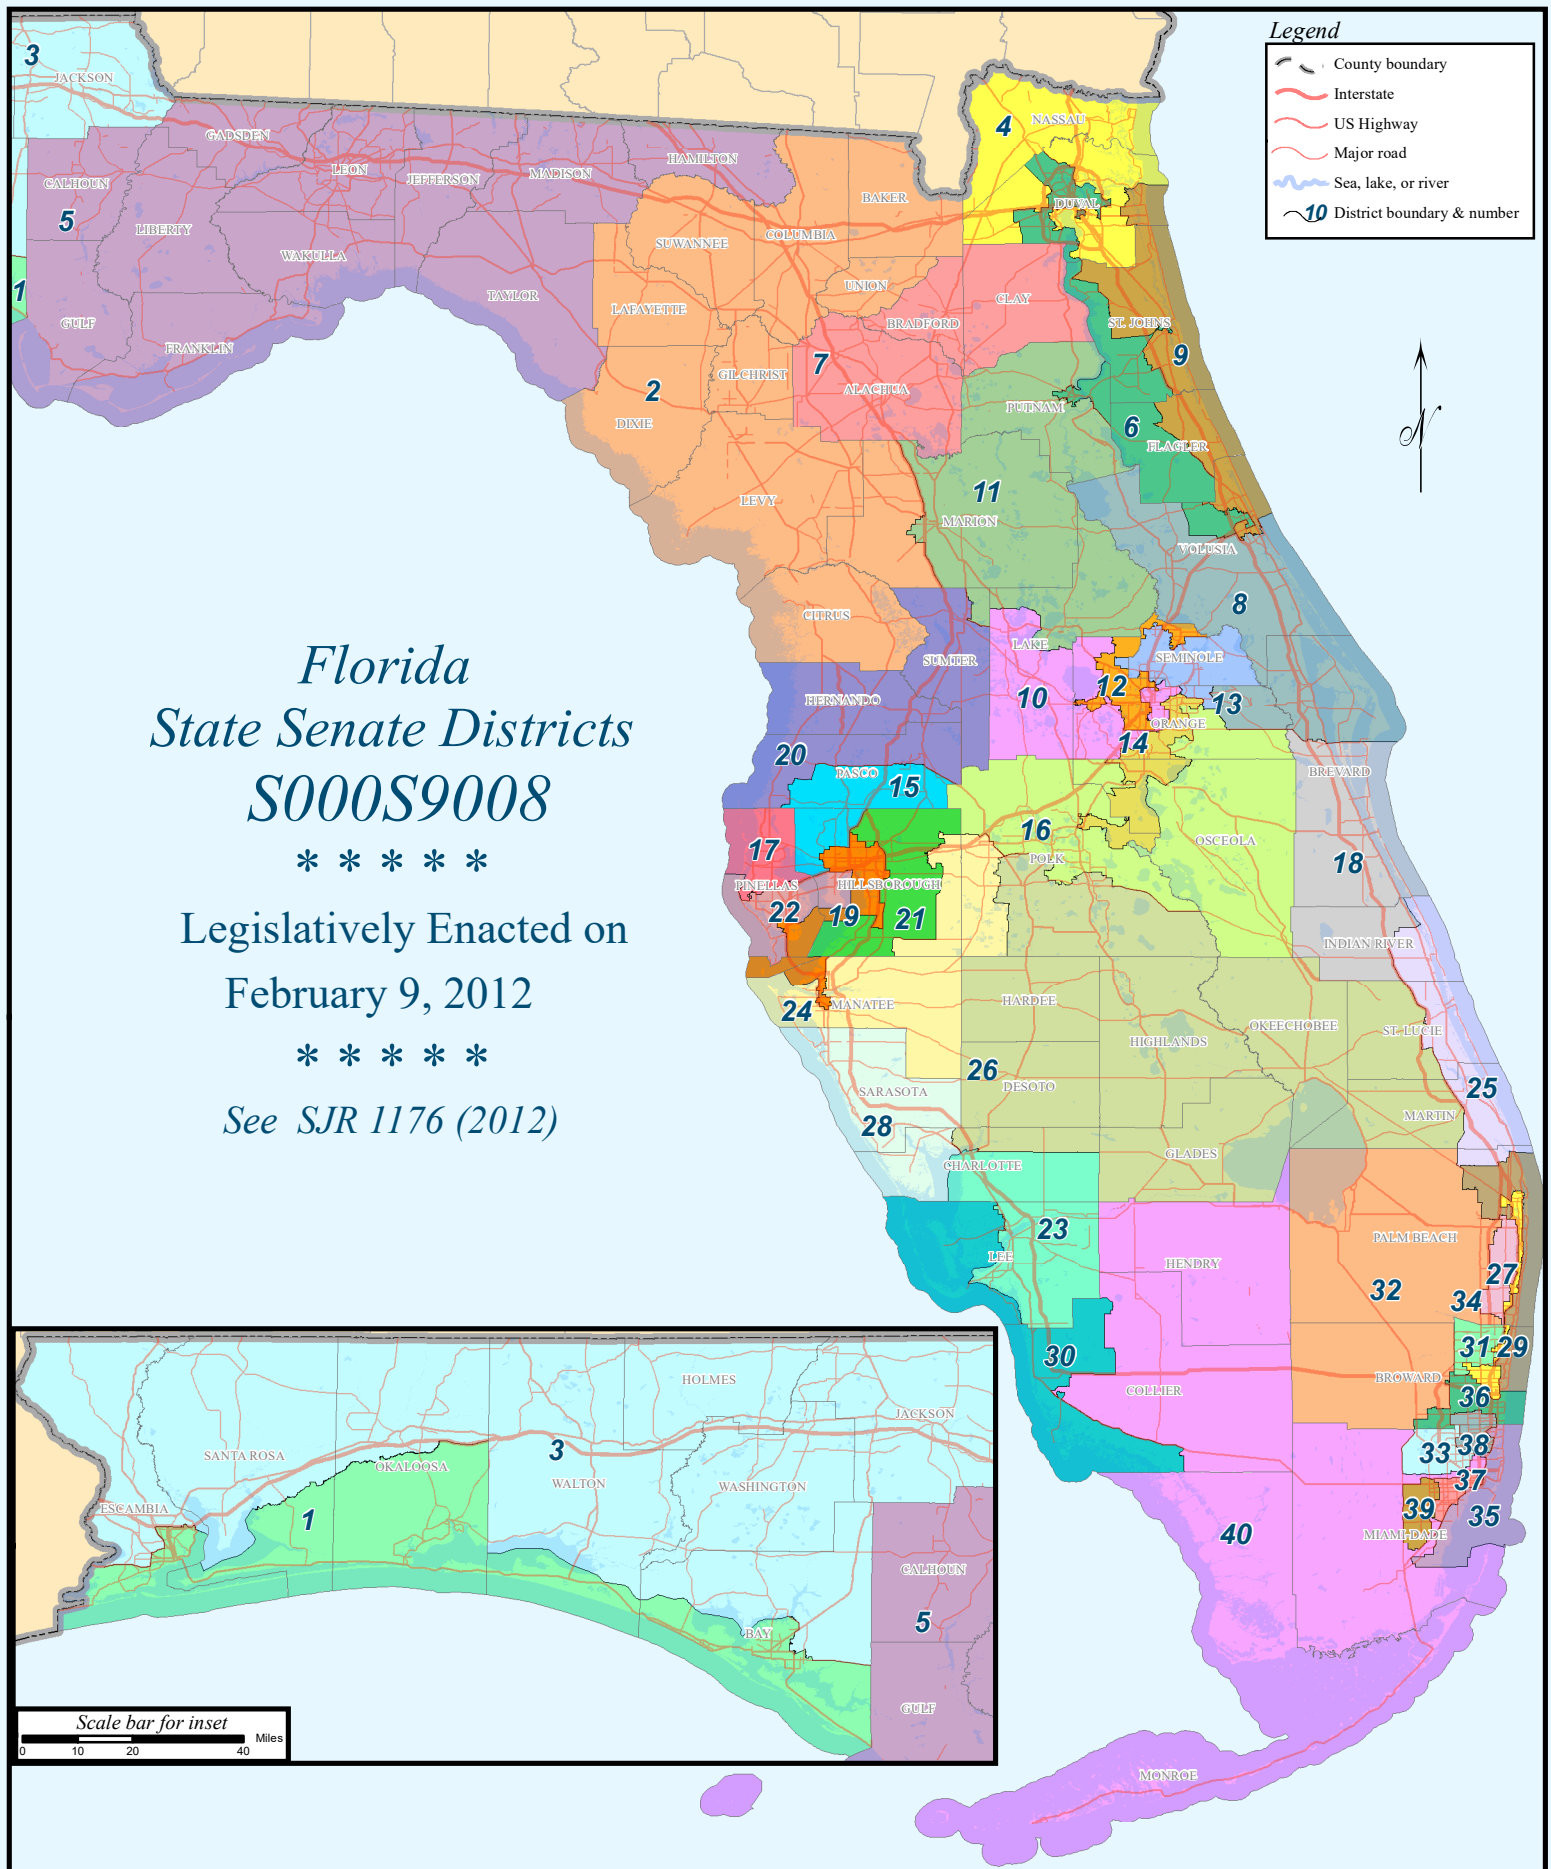 Legend
County boundary
Interstate
US Highway
Major road
Sea, lake, or river
10 District boundary & number
3
JACKSON
GADSDEN
LEON
JEFFERSON
MADISON
HAMILTON
4
NASSAU
DUVAL
BAKER
CALHOUN
5
LIBERTY
WAKULLA
SUWANNEE
COLUMBIA
1
TAYLOR
LAFAYETTE
UNION
CLAY
BRADFORD
ST. JOHNS
GULF
FRANKLIN
9
7
2
GILCHRIST
ALACHUA
PUTNAM
DIXIE
6
FLAGLER
LEVY
11
MARION
VOLUSIA
8
CITRUS
LAKE
SUMTER
SEMINOLE
12
10
13
HERNANDO
ORANGE
14
20
PASCO
15
BREVARD
16
OSCEOLA
17
POLK
18
PINELLAS
HILLSBOROUGH
22
19
21
INDIAN RIVER
24
MANATEE
HARDEE
OKEECHOBEE
ST. LUCIE
HIGHLANDS
26
DESOTO
25
SARASOTA
MARTIN
28
GLADES
CHARLOTTE
23
PALM BEACH
LEE
HENDRY
27
32
34
31
29
30
COLLIER
BROWARD
36
33
38
37
39
35
MIAMI-DADE
40
MONROE
N
Florida
State Senate Districts
S000S9008
* * * * *
Legislatively Enacted on
February 9, 2012
* * * * *
See SJR 1176 (2012)
HOLMES
JACKSON
3
SANTA ROSA
OKALOOSA
WALTON
WASHINGTON
ESCAMBIA
1
CALHOUN
5
BAY
GULF
Scale bar for inset
Miles
0 10 20 40